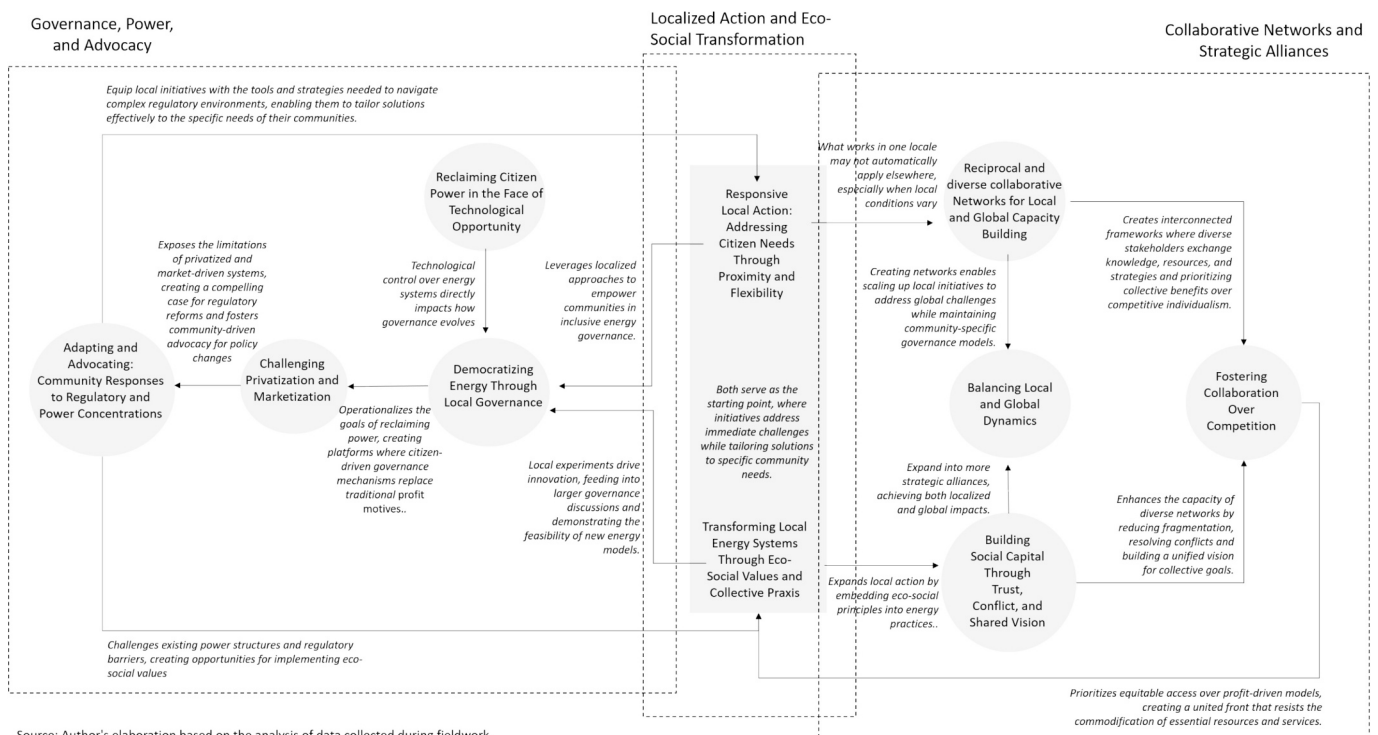 Governance, Power,
and Advocacy
Localized Action and Eco-
Social Transformation
Collaborative Networks and
Strategic Alliances
Equip local initiatives with the tools and strategies needed to navigate
complex regulatory environments, enabling them to tailor solutions
effectively to the specific needs of their communities.
Reclaiming Citizen
Power in the Face of
Technological
Opportunity
Exposes the limitations
of privatized and
market-driven systems,
creating a compelling
case for regulatory
reforms and fosters
community-driven
advocacy for policy
changes
Technological
control over energy
systems directly
impacts how
governance evolves
Leverages localized
approaches to
empower
communities in
inclusive energy
governance.
Adapting and
Advocating:
Community Responses
to Regulatory and
Power Concentrations
Challenging
Privatization and
Marketization
Democratizing
Energy Through
Local Governance
Operationalizes the
goals of reclaiming
power, creating
platforms where citizen-
driven governance
mechanisms replace
traditional profit
motives..
Local experiments drive
innovation, feeding into
larger governance
discussions and
demonstrating the
feasibility of new energy
models.
Challenges existing power structures and regulatory
barriers, creating opportunities for implementing eco-
social values
Responsive
Local Action:
Addressing
Citizen Needs
Through
Proximity and
Flexibility
Both serve as the
starting point, where
initiatives address
immediate challenges
while tailoring solutions
to specific community
needs.
Transforming Local
Energy Systems
Through Eco-
Social Values and
Collective Praxis
What works in one locale
may not automatically
apply elsewhere,
especially when local
conditions vary
Reciprocal and
diverse collaborative
Networks for Local
and Global Capacity
Building
Creates interconnected
frameworks where diverse
stakeholders exchange
knowledge, resources, and
strategies and prioritizing
collective benefits over
competitive individualism.
Creating networks enables
scaling up local initiatives to
address global challenges
while maintaining
community-specific
governance models.
Balancing Local
and Global
Dynamics
Fostering
Collaboration
Over
Competition
Expand into more
strategic alliances,
achieving both localized
and global impacts.
Enhances the capacity of
diverse networks by
reducing fragmentation,
resolving conflicts and
building a unified vision
for collective goals.
Building
Social Capital
Through
Trust,
Conflict, and
Shared Vision
Expands local action by
embedding eco-social
principles into energy
practices..
Prioritizes equitable access over profit-driven models,
creating a united front that resists the
commodification of essential resources and services.
Source: Author's elaboration based on the analysis of data collected during fieldwork